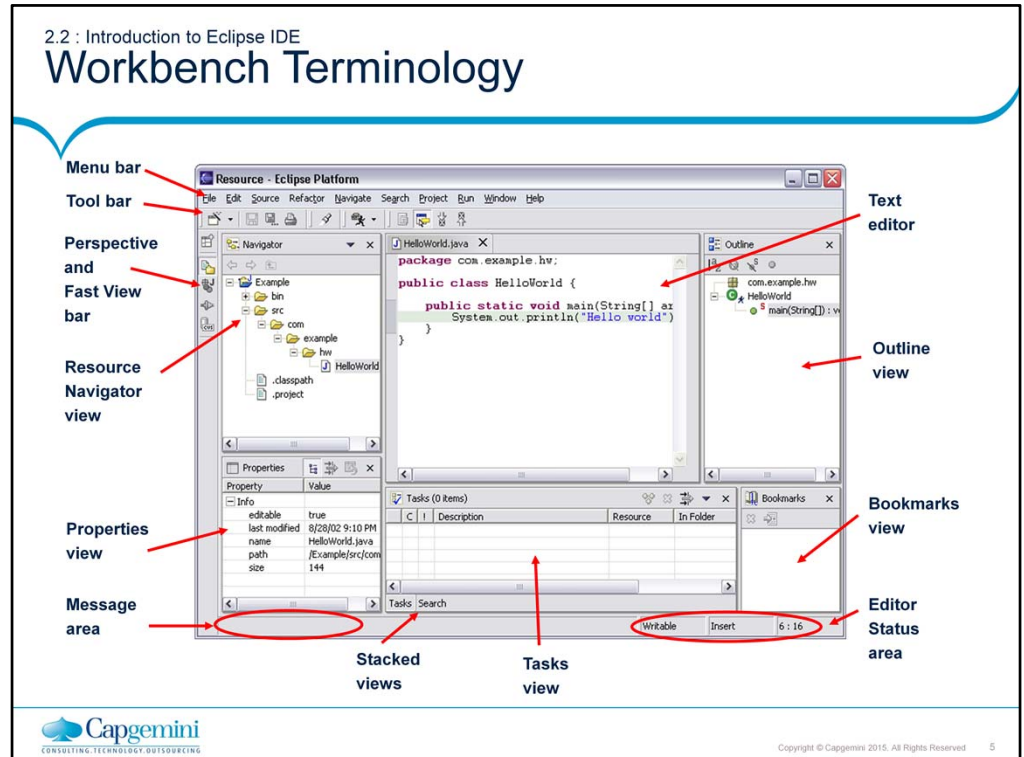 2.2 : Introduction to Eclipse IDE
Workbench Terminology
Menu bar
Tool bar
Perspective
and
Fast View
bar
Resource
Navigator
view
Properties
view
Message
area
Resource - Eclipse Platform
File Edit Source Refactor Navigate Search Project Run Window Help
Navigator
Example
bin
src
com
example
hw
HelloWorld
.classpath
.project
HelloWorld.java
package com.example.hw;
public class HelloWorld {
public static void main(String[] ar
System.out.println("Hello world")
}
}
Outline
com.example.hw
HelloWorld
main(String[]) : v
Properties
Property Value
Info
editable true
last modified 8/28/02 9:10 PM
name HelloWorld.java
path /Example/src/com
size 144
Tasks (0 items)
C ! Description Resource In Folder
Tasks Search
Bookmarks
Writable Insert 6 : 16
Text
editor
Outline
view
Bookmarks
view
Editor
Status
area
Stacked
views
Tasks
view
Capgemini
CONSULTING.TECHNOLOGY.OUTSOURCING
Copyright © Capgemini 2015. All Rights Reserved 5